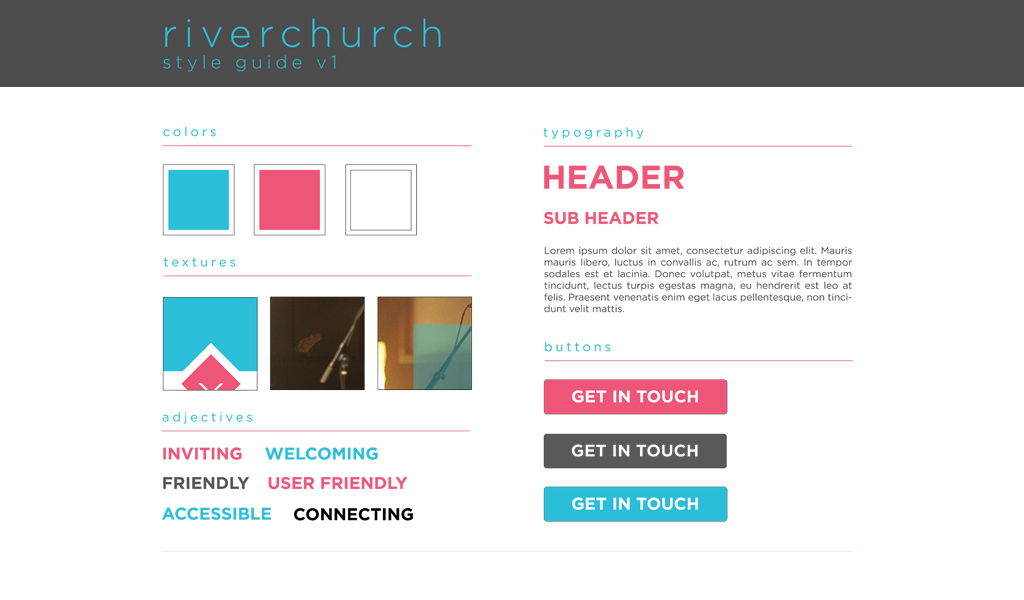 riverchurch
style guide v1
colors
textures
adjectives
INVITING WELCOMING
FRIENDLY USER FRIENDLY
ACCESSIBLE CONNECTING
typography
HEADER
SUB HEADER
Lorem ipsum dolor sit amet, consectetur adipiscing elit. Mauris
mauris libero, luctus in convallis ac, rutrum ac sem. In tempor
sodales est et lacinia. Donec volutpat, metus vitae fermentum
tincidunt, lectus turpis egestas magna, eu hendrerit est leo at
felis. Praesent venenatis enim eget lacus pellentesque, non tinci-
dunt velit mattis.
buttons
GET IN TOUCH
GET IN TOUCH
GET IN TOUCH